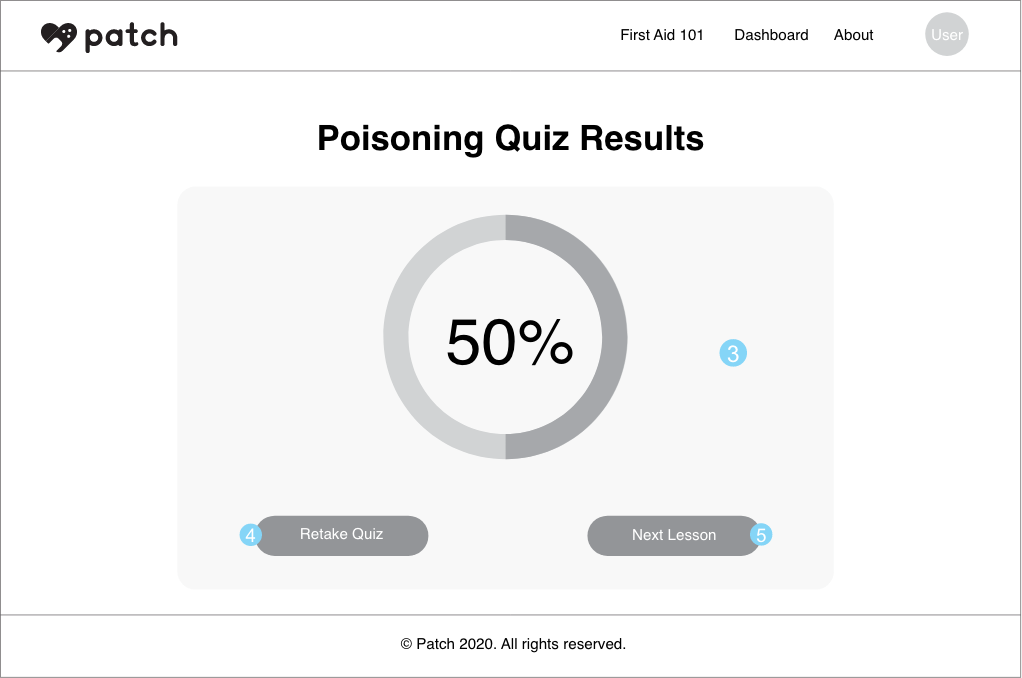 patch
First Aid 101 Dashboard About User
Poisoning Quiz Results
50%
3
4 Retake Quiz
Next Lesson 5
© Patch 2020. All rights reserved.